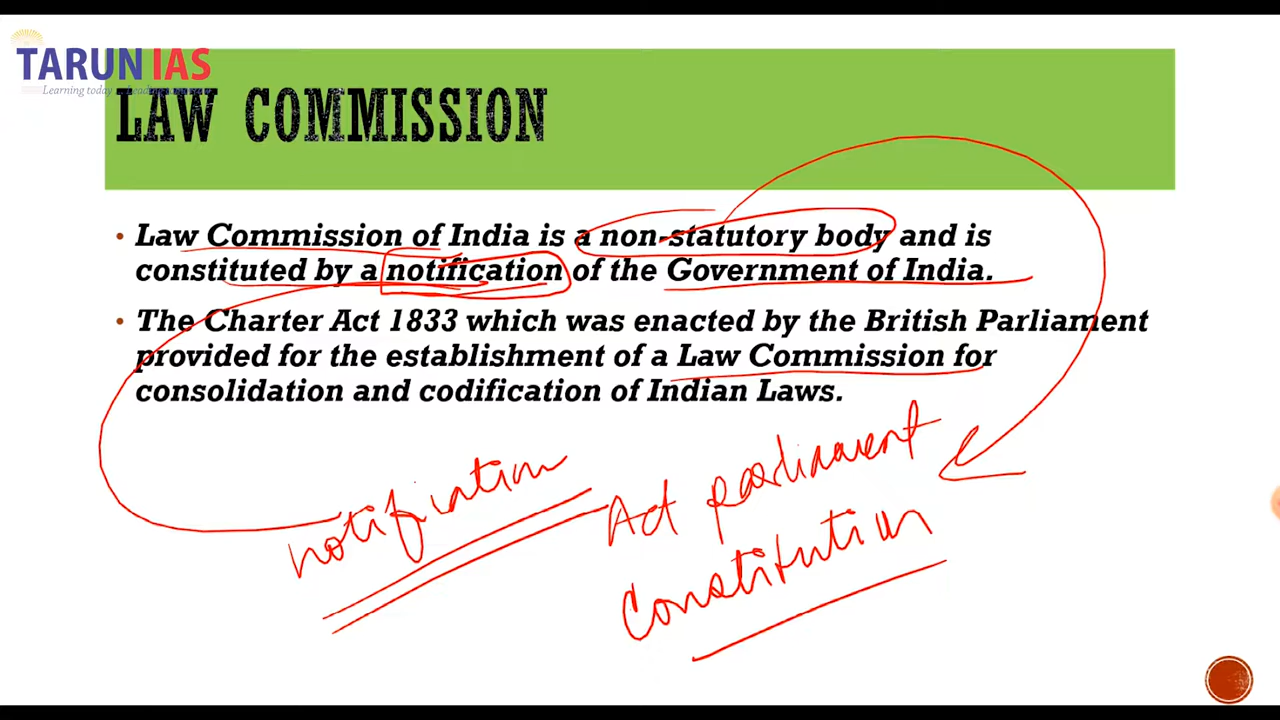 TARUN IAS
Learning today
LAW COMMISSION
• Law Commission of India is a non-statutory body and is
constituted by a notification of the Government of India.
• The Charter Act 1833 which was enacted by the British Parliament
provided for the establishment of a Law Commission for
consolidation and codification of Indian Laws.
notification
Act parliament
Constitution